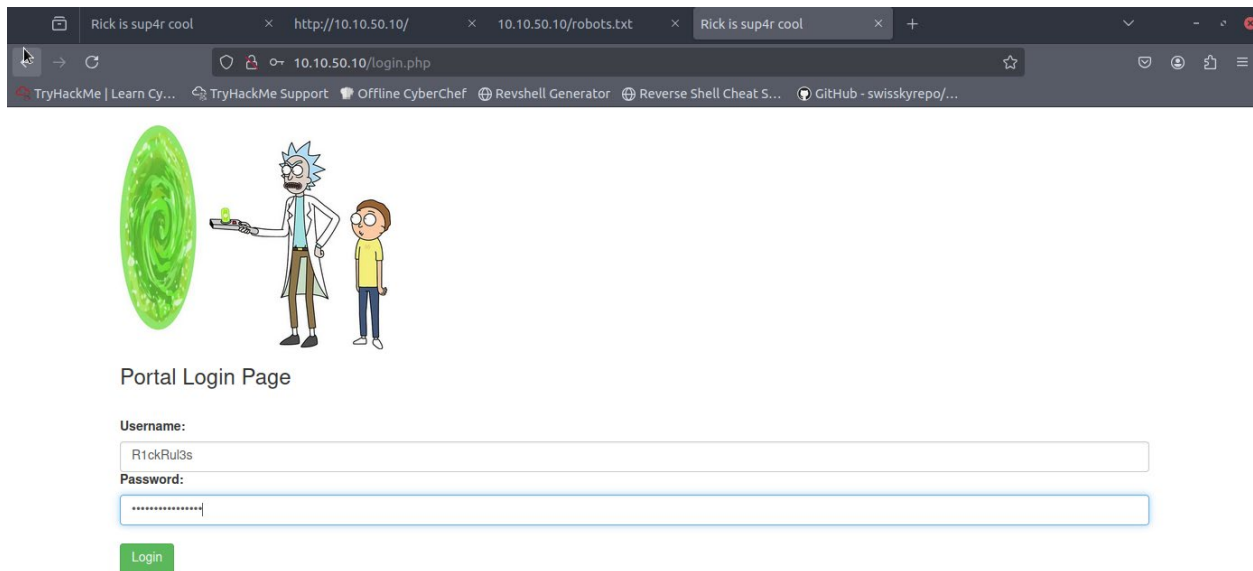 Rick is sup4r cool
http://10.10.50.10/
10.10.50.10/robots.txt
Rick is sup4r cool
10.10.50.10/login.php
TryHackMe | Learn Cy...
TryHackMe Support
Offline CyberChef
Revshell Generator
Reverse Shell Cheat S...
GitHub - swisskyrepo/...
Portal Login Page
Username:
R1ckRul3s
Password:
••••••••••••••••
Login